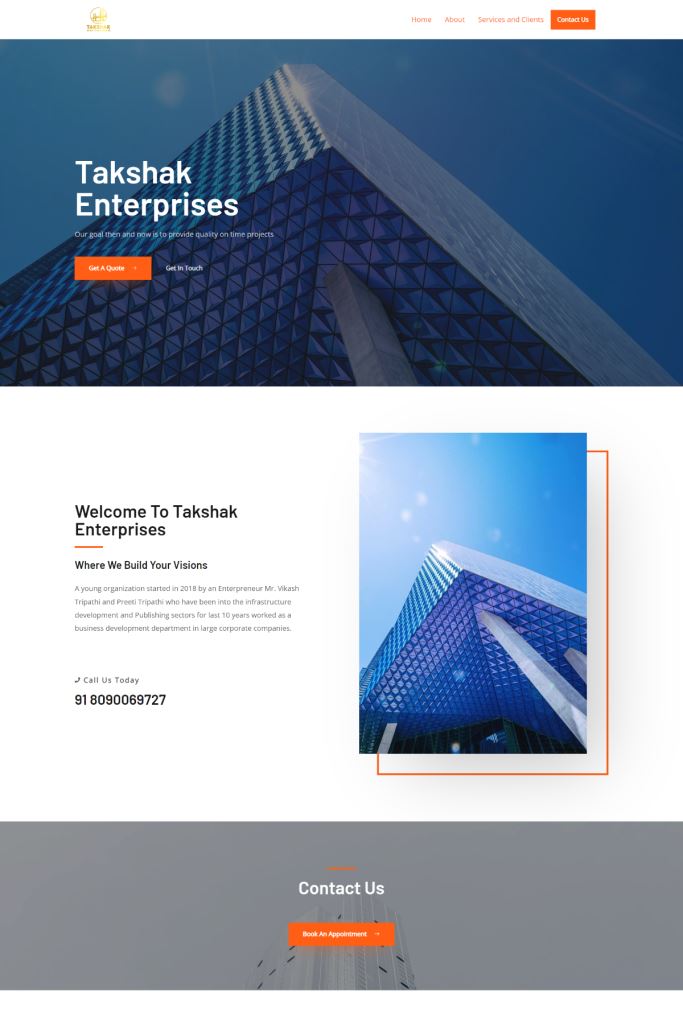 TAKSHAK
Home
About
Services and Clients
Contact Us
Takshak
Enterprises
Our goal then and now is to provide quality on time projects
Get A Quote →
Get In Touch
Welcome To Takshak
Enterprises
Where We Build Your Visions
A young organization started in 2018 by an Enterpreneur Mr. Vikash
Tripathi and Preeti Tripathi who have been into the infrastructure
development and Publishing sectors for last 10 years worked as a
business development department in large corporate companies.
Call Us Today
91 8090069727
Contact Us
Book An Appointment →